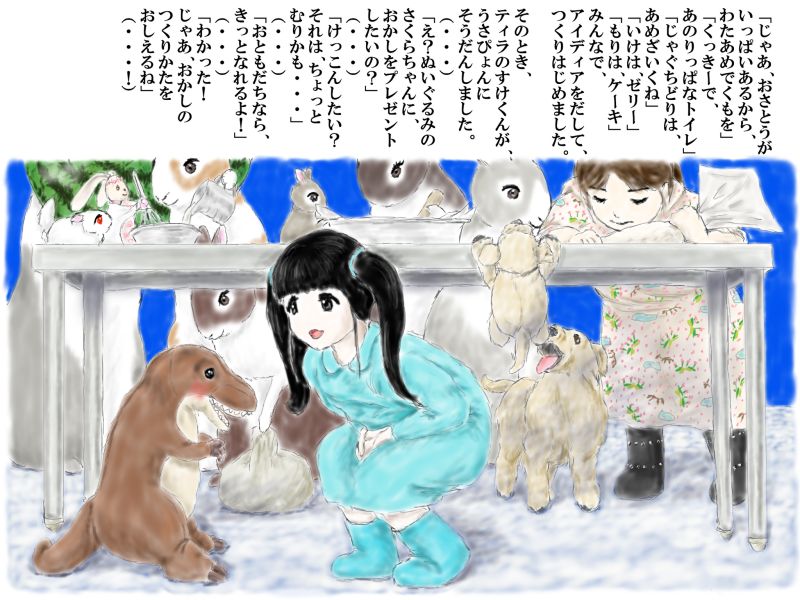 「じゃあ、おさとうが
いっぱいあるから、
わたあめでくもを」
「くっきーで、
あのりっぱなトイレ」
「じゃぐちどりは、
あめざいくね」
「いけは、ゼリー」
「もりは、ケーキ」
みんなで、
アイディアをだして、
つくりはじめました。
そのとき、
ティラのすけくんが、
うさぴょんに
そうだんしました。
（・・・）
「え？ぬいぐるみの
さくらちゃんに、
おかしをプレゼント
したいの？」
（・・・）
「けっこんしたい？
それは、ちょっと
むりかも・・・」
（・・・）
「おともだちなら、
きっとなれるよ！」
（・・・）
「わかった！
じゃあ、おかしの
つくりかたを
おしえるね」
（・・・！）